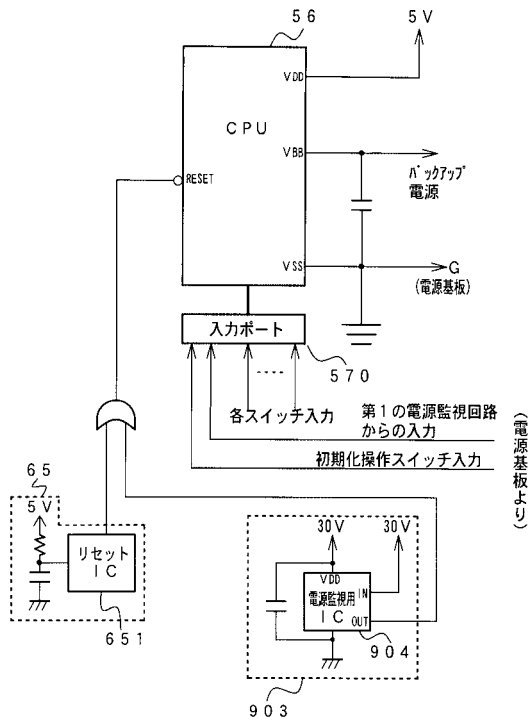 56
5V
VDD
CPU
VBB
RESET
バックアップ
電源
VSS
G
(電源基板)
入力ポート
570
各スイッチ入力
第1の電源監視回路
からの入力
初期化操作スイッチ入力
(電源基板より)
65
5V
リセット
IC
651
30V
30V
VDD
IN
電源監視用
IC
OUT
904
903